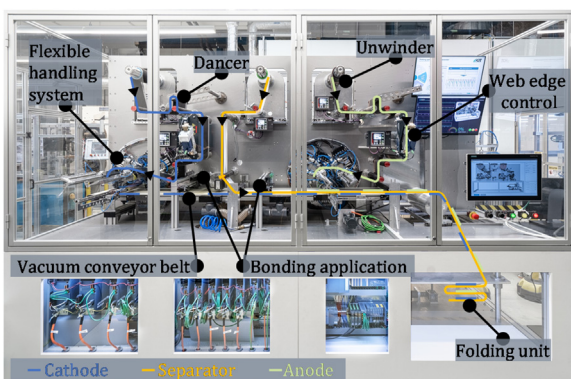 Flexible
handling
system
Dancer
Unwinder
Web edge
control
Vacuum conveyor belt
Bonding application
Folding unit
Cathode
Separator
Anode